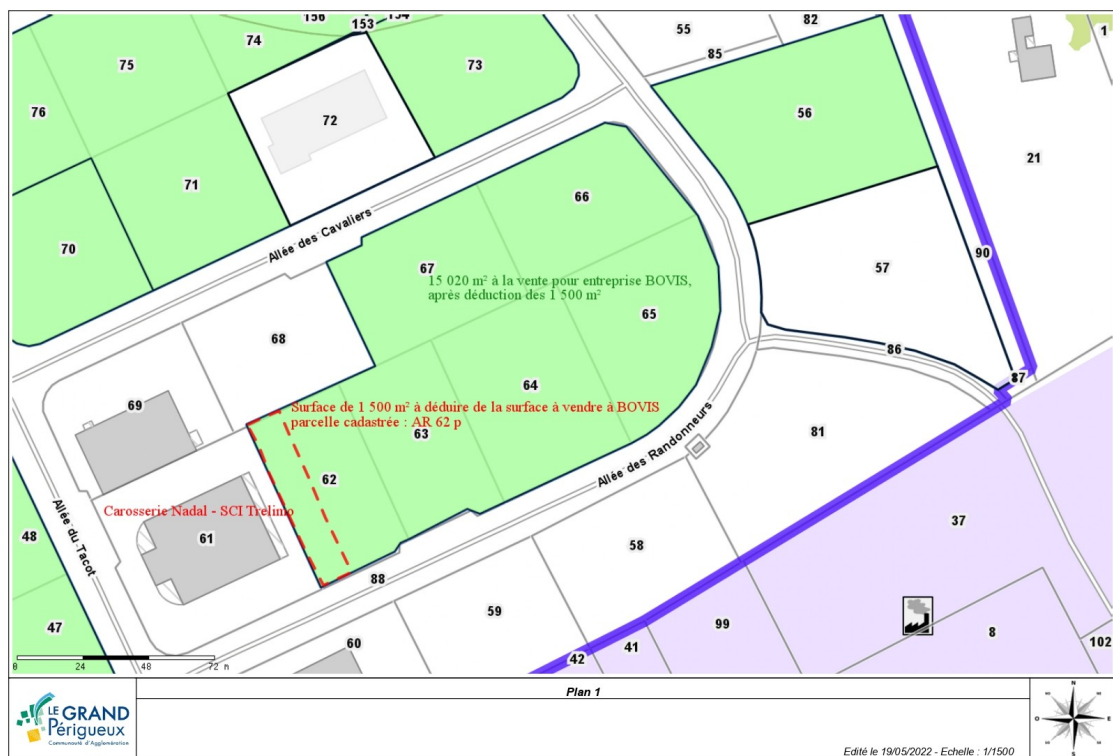 156
153
154
55
82
1
74
85
75
73
76
72
56
21
71
66
70
Allée des Cavaliers
67
57
90
15 020 m² à la vente pour entreprise BOVIS,
après déduction des 1 500 m²
65
68
86
87
64
69
Surface de 1 500 m² à déduire de la surface à vendre à BOVIS
parcelle cadastrée : AR 62 p
63
81
Allée des Randonneurs
62
Carosserie Nadal - SCI Trelimo
37
Allée du Tacot
48
61
58
88
59
99
8
47
60
41
42
102
0 24 48 72 m
Plan 1
LE GRAND
Périgueux
Communauté d'Agglomération
N
O
E
S
Edité le 19/05/2022 - Echelle : 1/1500